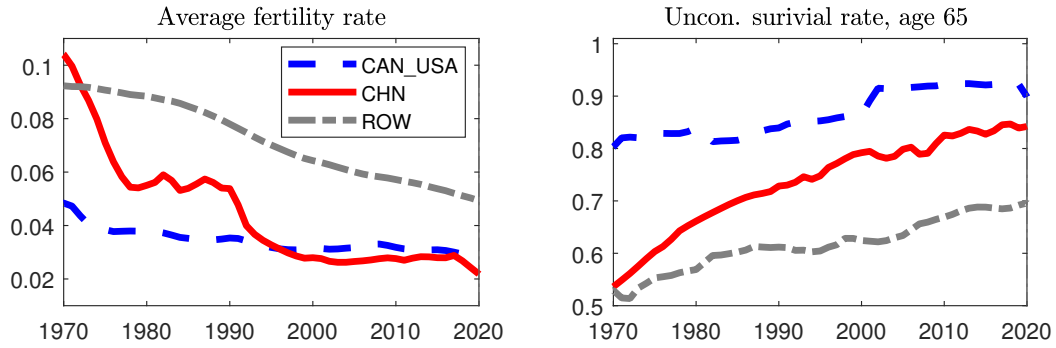 Average fertility rate
0.1
0.08
0.06
0.04
0.02
CAN_USA
CHN
ROW
1970 1980 1990 2000 2010 2020
Uncon. surivial rate, age 65
1
0.9
0.8
0.7
0.6
0.5
1970 1980 1990 2000 2010 2020